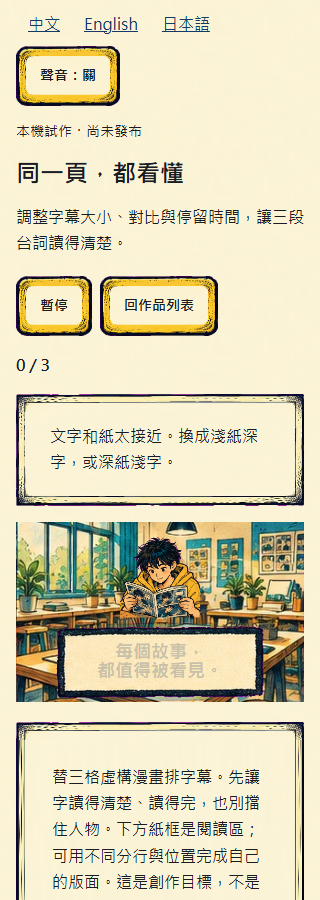 中文 English 日本語
聲音：關
本機試作·尚未發布
同一頁，都看懂
調整字幕大小、對比與停留時間，讓三段
台詞讀得清楚。
暫停 回作品列表
0 / 3
文字和紙太接近。換成淺紙深
字，或深紙淺字。
每個故事，
都值得被看見。
替三格虛構漫畫排字幕。先讓
字讀得清楚、讀得完，也別擋
住人物。下方紙框是閱讀區；
可用不同分行與位置完成自己
的版面。這是創作目標，不是